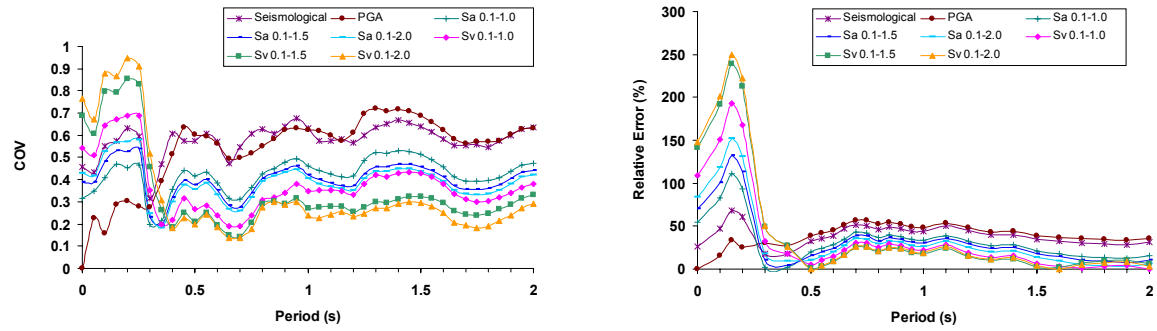 Seismological PGA Sa 0.1-1.0
Sa 0.1-1.5 Sa 0.1-2.0 Sv 0.1-1.0
Sv 0.1-1.5 Sv 0.1-2.0
1
0.9
0.8
0.7
0.6
0.5
0.4
0.3
0.2
0.1
0
COV
0 0.5 1 1.5 2
Period (s)
Seismological PGA Sa 0.1-1.0
Sa 0.1-1.5 Sa 0.1-2.0 Sv 0.1-1.0
Sv 0.1-1.5 Sv 0.1-2.0
300
250
200
150
100
50
0
Relative Error (%)
0 0.5 1 1.5 2
Period (s)